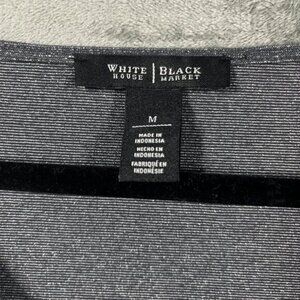 WHITE | BLACK
HOUSE | MARKET
M
MADE IN
INDONESIA
HECHO EN
INDONESIA
FABRIQUÉ EN
INDONÉSIE